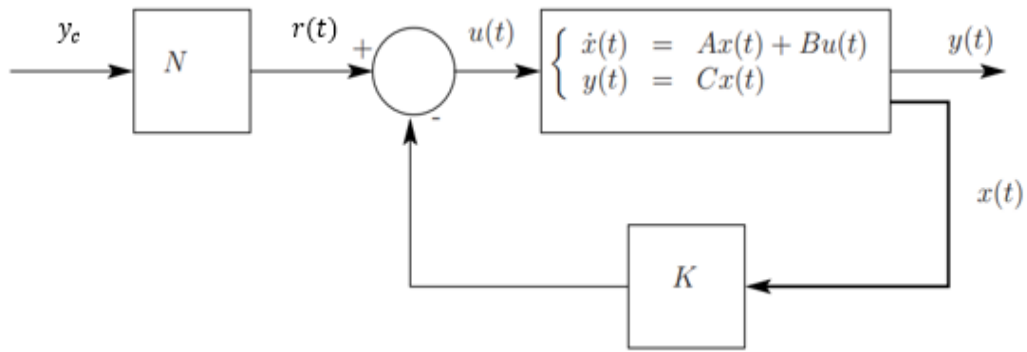 y_c
N
r(t)
+
-
u(t)
ẋ(t) = Ax(t) + Bu(t)
y(t) = Cx(t)
y(t)
x(t)
K